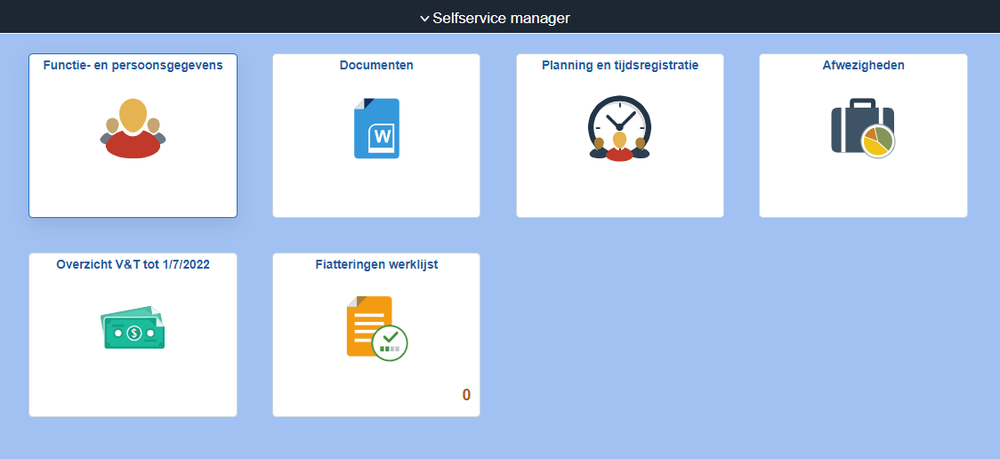 Selfservice manager
Functie- en persoonsgegevens
Documenten
W
Planning en tijdsregistratie
Afwezigheden
Overzicht V&T tot 1/7/2022
$
Fiatteringen werklijst
0